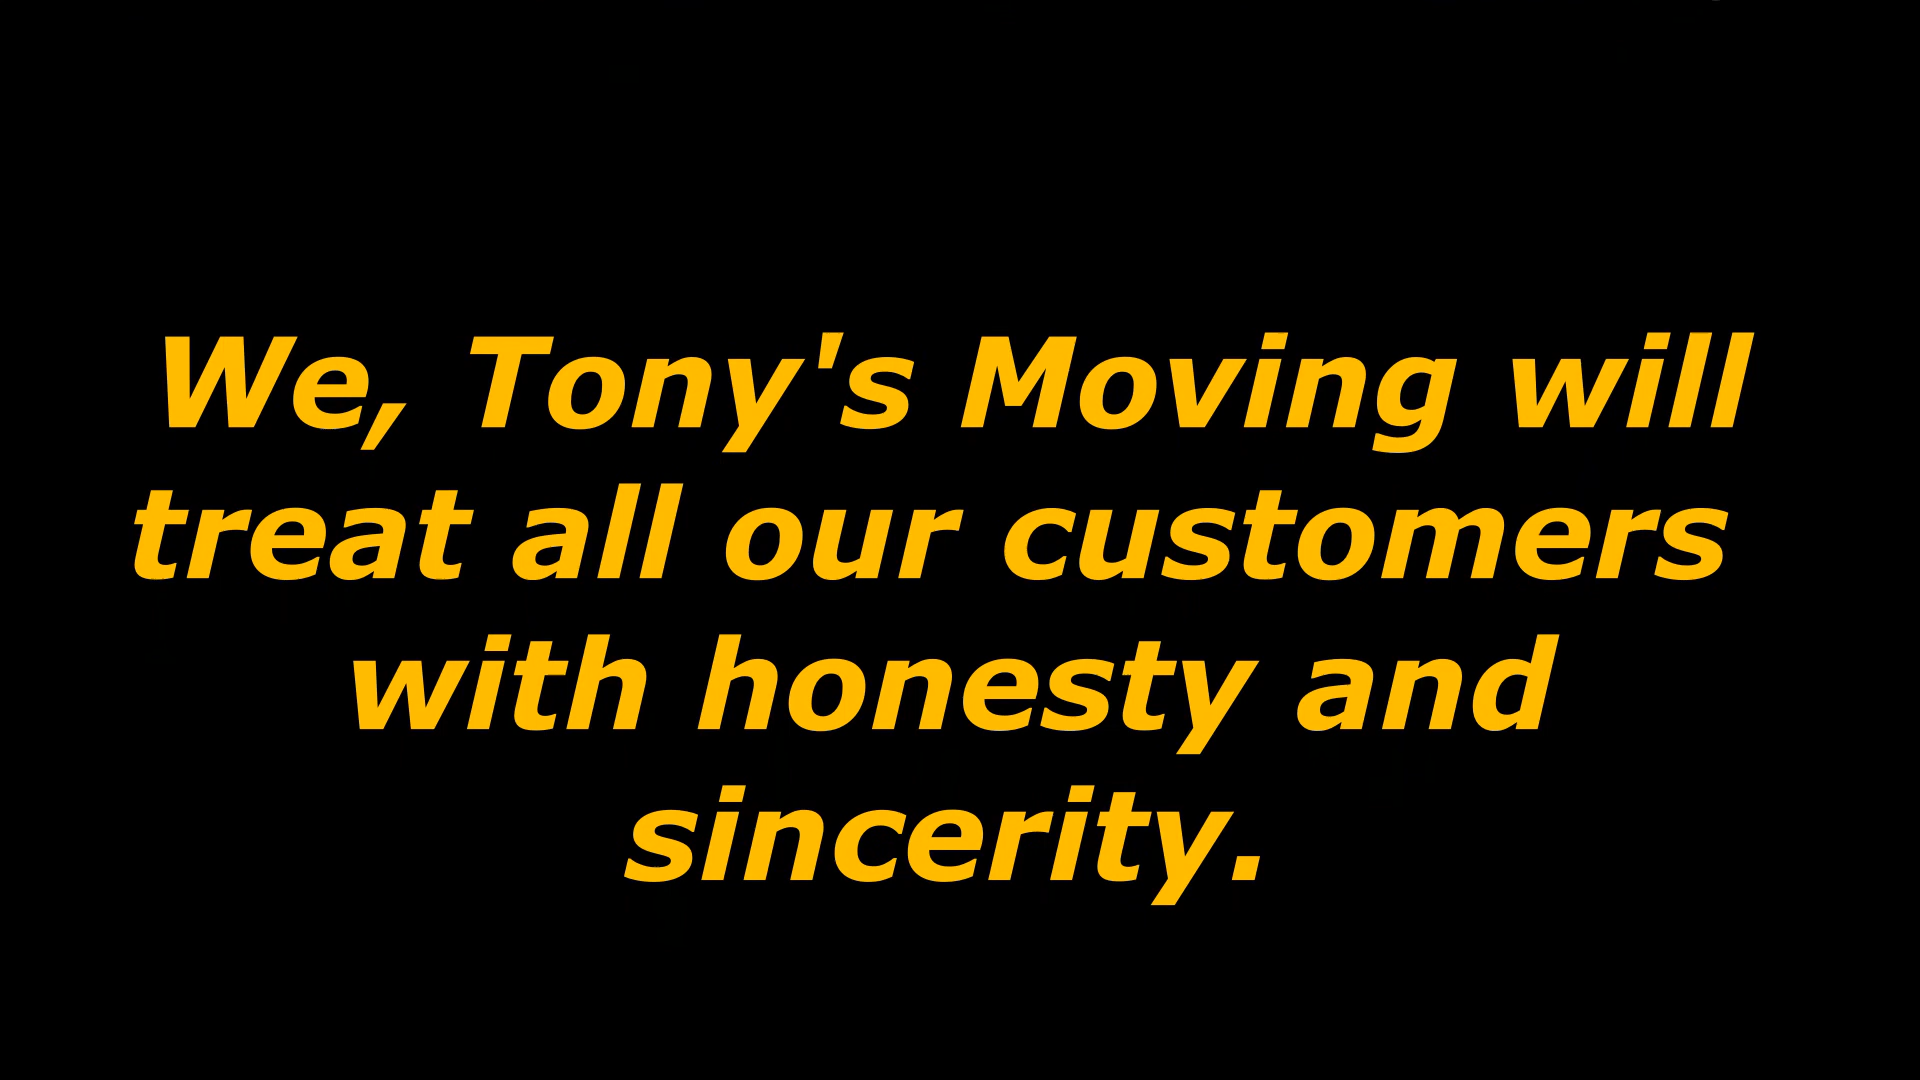 We, Tony's Moving will
treat all our customers
with honesty and
sincerity.